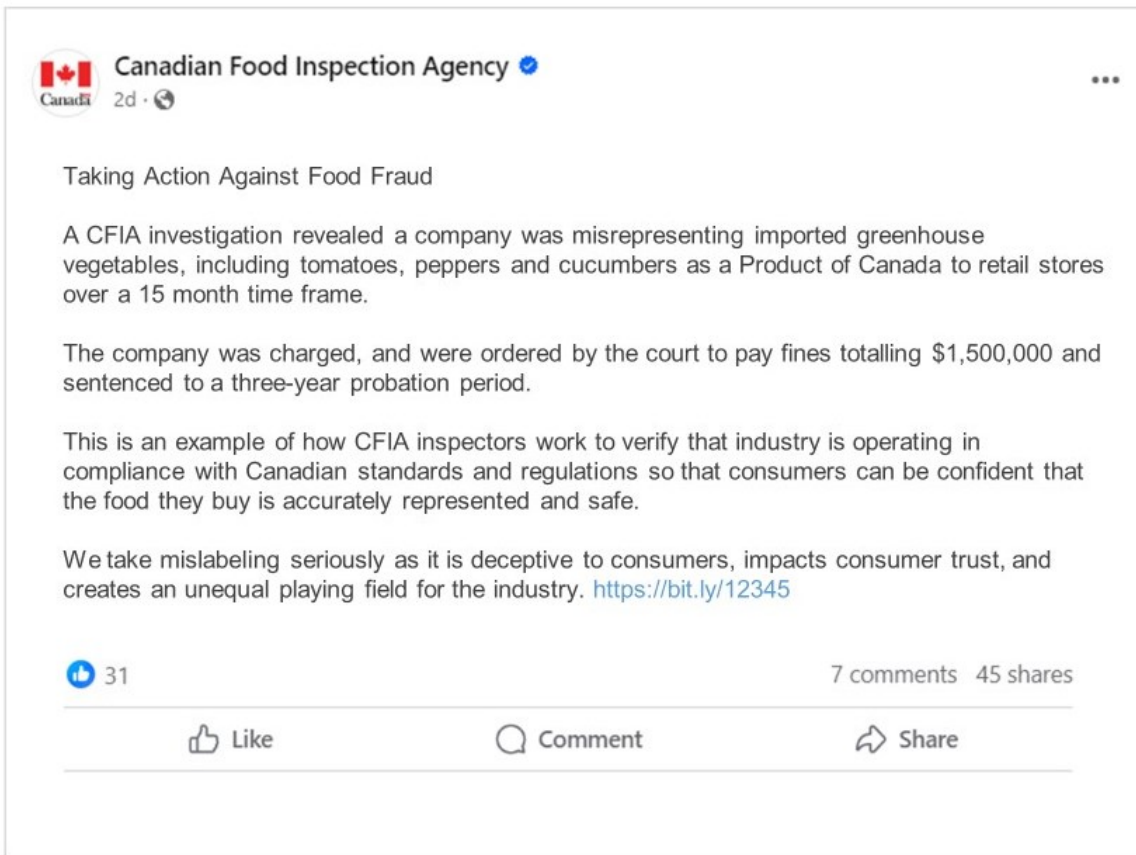 Canadian Food Inspection Agency
Canada
2d ·
Taking Action Against Food Fraud
A CFIA investigation revealed a company was misrepresenting imported greenhouse
vegetables, including tomatoes, peppers and cucumbers as a Product of Canada to retail stores
over a 15 month time frame.
The company was charged, and were ordered by the court to pay fines totalling $1,500,000 and
sentenced to a three-year probation period.
This is an example of how CFIA inspectors work to verify that industry is operating in
compliance with Canadian standards and regulations so that consumers can be confident that
the food they buy is accurately represented and safe.
We take mislabeling seriously as it is deceptive to consumers, impacts consumer trust, and
creates an unequal playing field for the industry. https://bit.ly/12345
31
7 comments 45 shares
Like Comment Share